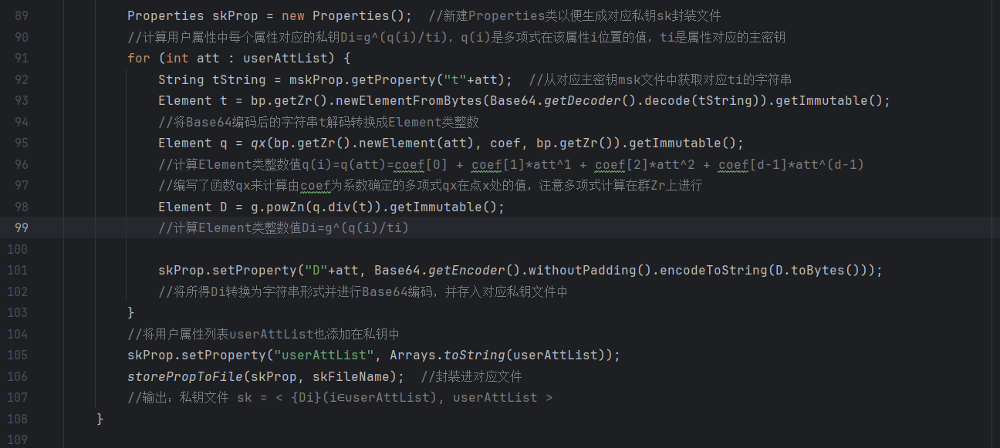 89 Properties skProp = new Properties();  //新建Properties类以便生成对应私钥sk封装文件
90 //计算用户属性中每个属性对应的私钥Di=g^(q(i)/ti)，q(i)是多项式在该属性i位置的值，ti是属性对应的主密钥
91 for (int att : userAttList) {
92 String tString = mskProp.getProperty("t"+att);  //从对应主密钥msk文件中获取对应ti的字符串
93 Element t = bp.getZr().newElementFromBytes(Base64.getDecoder().decode(tString)).getImmutable();
94 //将Base64编码后的字符串t解码转换成Element类整数
95 Element q = qx(bp.getZr().newElement(att), coef, bp.getZr()).getImmutable();
96 //计算Element类整数值q(i)=q(att)=coef[0] + coef[1]*att^1 + coef[2]*att^2 + coef[d-1]*att^(d-1)
97 //编写了函数qx来计算由coef为系数确定的多项式qx在点x处的值，注意多项式计算在群Zr上进行
98 Element D = g.powZn(q.div(t)).getImmutable();
99 //计算Element类整数值Di=g^(q(i)/ti)
100
101 skProp.setProperty("D"+att, Base64.getEncoder().withoutPadding().encodeToString(D.toBytes()));
102 //将所得Di转换为字符串形式并进行Base64编码，并存入对应私钥文件中
103 }
104 //将用户属性列表userAttList也添加在私钥中
105 skProp.setProperty("userAttList", Arrays.toString(userAttList));
106 storePropToFile(skProp, skFileName);  //封装进对应文件
107 //输出：私钥文件 sk = < {Di}(i∈userAttList), userAttList >
108 }
109